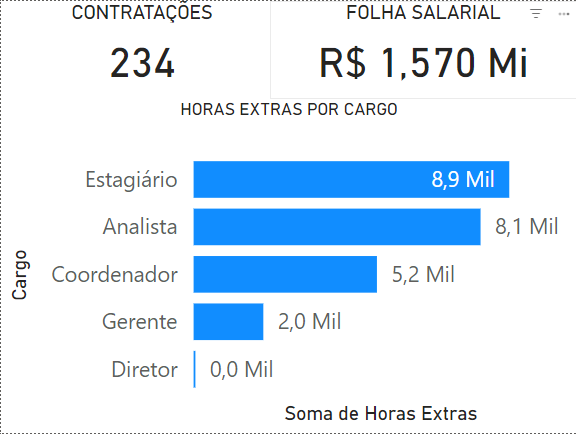 CONTRATAÇÕES
234
FOLHA SALARIAL
R$ 1,570 Mi
HORAS EXTRAS POR CARGO
Cargo
Estagiário 8,9 Mil
Analista 8,1 Mil
Coordenador 5,2 Mil
Gerente 2,0 Mil
Diretor 0,0 Mil
Soma de Horas Extras